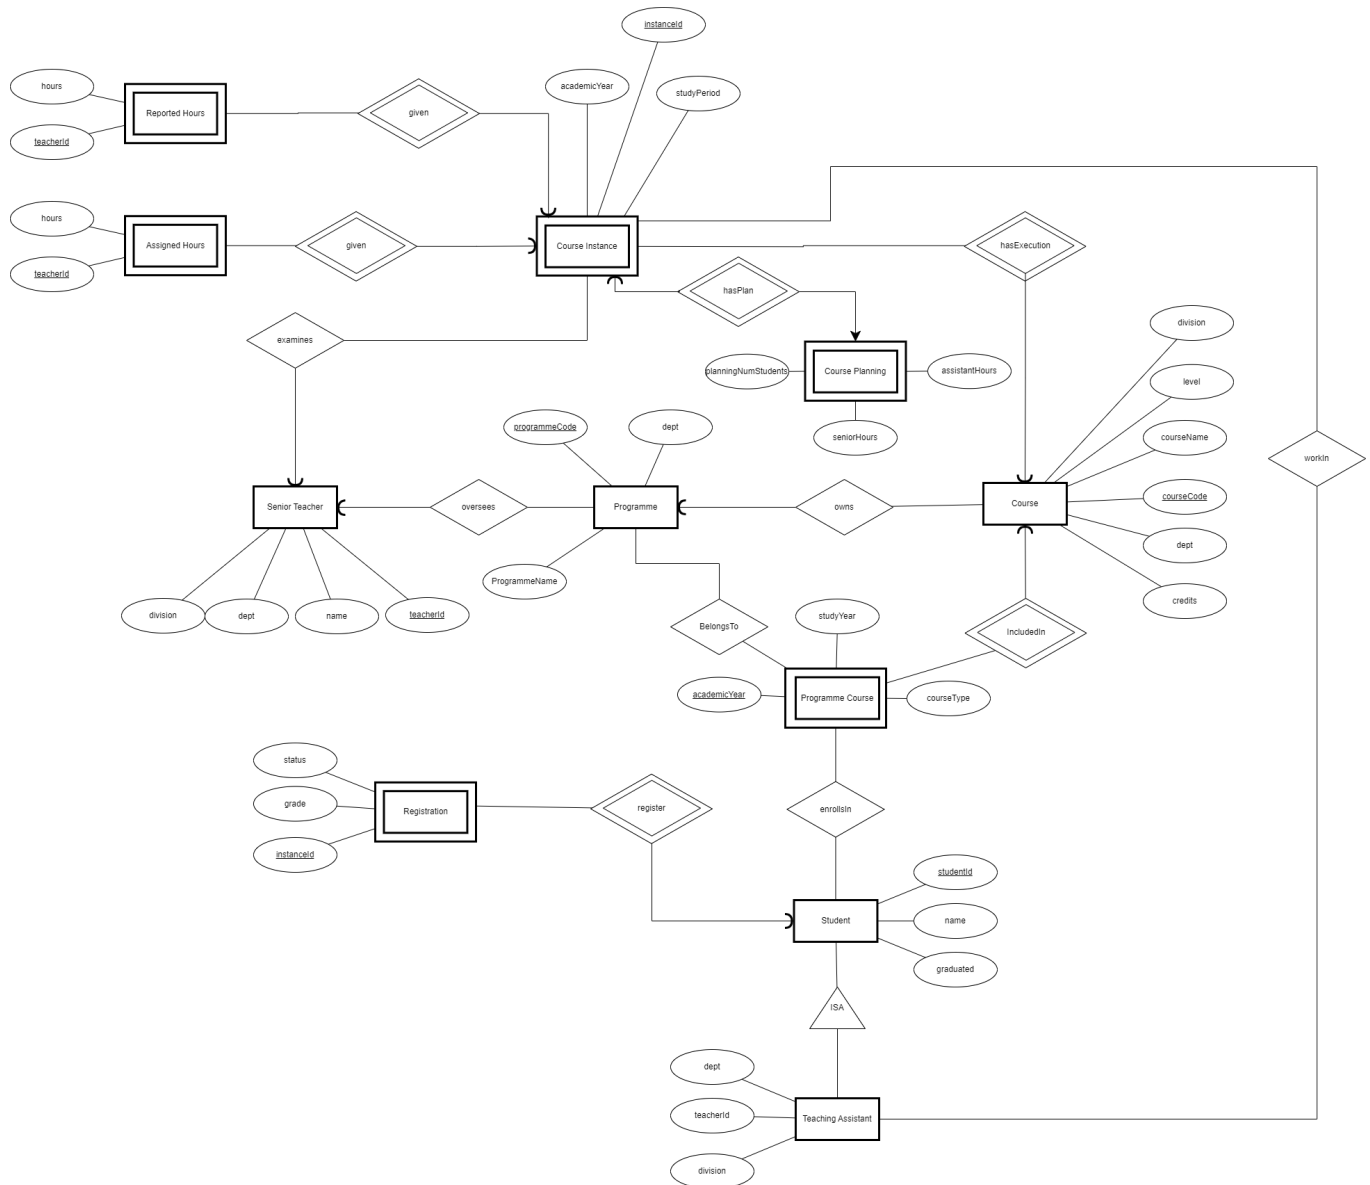 instanceId
hours
academicYear
studyPeriod
Reported Hours
given
teacherId
hours
Assigned Hours
given
Course Instance
hasExecution
teacherId
hasPlan
division
examines
planningNumStudents
Course Planning
assistantHours
level
programmeCode
dept
seniorHours
courseName
workIn
courseCode
Senior Teacher
oversees
Programme
owns
Course
dept
ProgrammeName
credits
division
dept
name
teacherId
studyYear
BelongsTo
IncludedIn
academicYear
Programme Course
courseType
status
grade
Registration
register
enrollsIn
instanceId
studentId
Student
name
graduated
ISA
dept
teacherId
Teaching Assistant
division